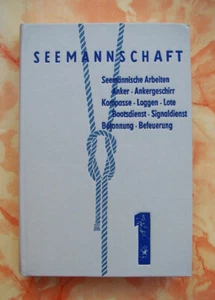 SEEMANNSCHAFT
Seemännische Arbeiten
Anker · Ankergeschirr
Kompasse · Loggen · Lote
Bootsdienst · Signaldienst
Betonnung · Befeuerung
1